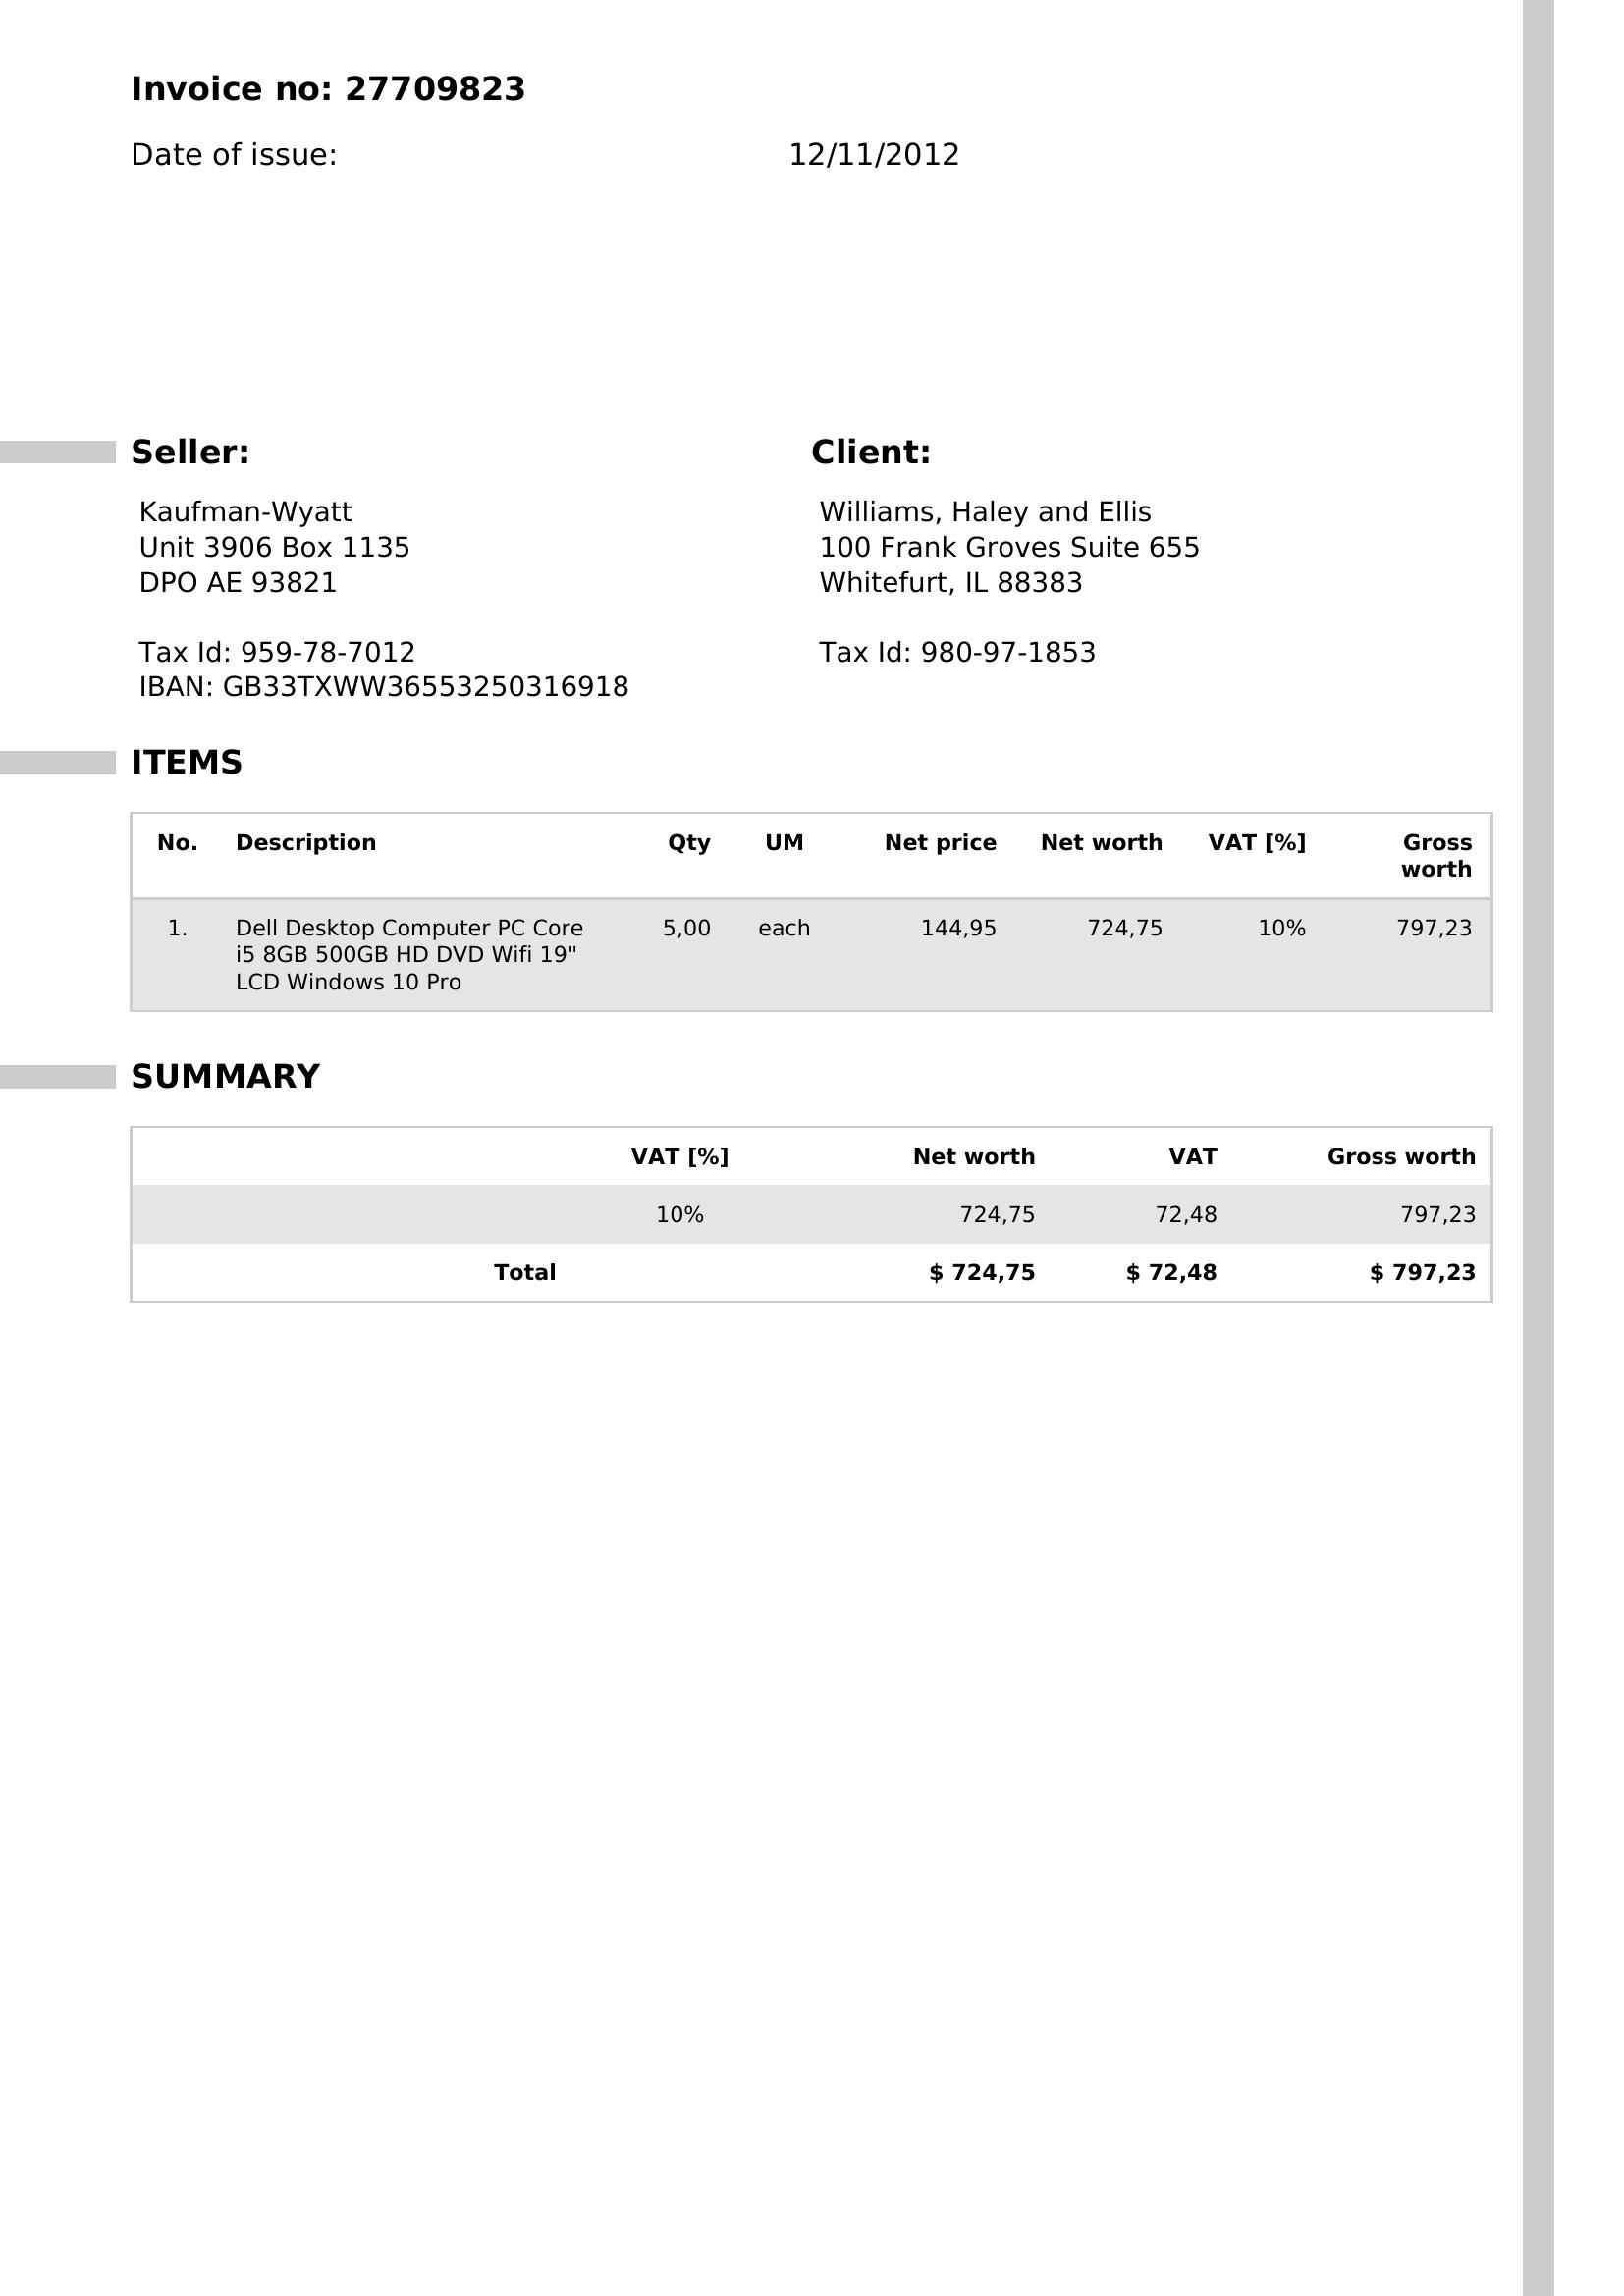 Invoice no: 27709823
Date of issue: 12/11/2012
Seller:
Kaufman-Wyatt
Unit 3906 Box 1135
DPO AE 93821
Tax Id: 959-78-7012
IBAN: GB33TXWW36553250316918
Client:
Williams, Haley and Ellis
100 Frank Groves Suite 655
Whitefurt, IL 88383
Tax Id: 980-97-1853
ITEMS
No. Description Qty UM Net price Net worth VAT [%] Gross
worth
1. Dell Desktop Computer PC Core 5,00 each 144,95 724,75 10% 797,23
i5 8GB 500GB HD DVD Wifi 19"
LCD Windows 10 Pro
SUMMARY
VAT [%] Net worth VAT Gross worth
10% 724,75 72,48 797,23
Total $ 724,75 $ 72,48 $ 797,23